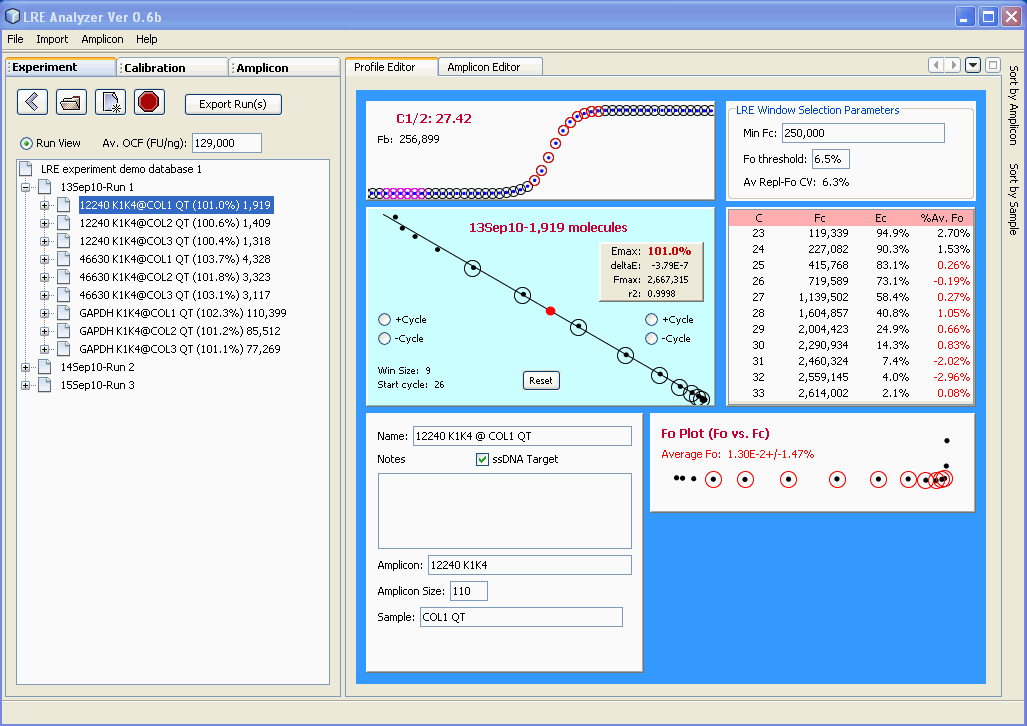 LRE Analyzer Ver 0.6b
File Import Amplicon Help
Experiment Calibration Amplicon
Export Run(s)
Run View Av. OCF (FU/ng): 129,000
LRE experiment demo database 1
13Sep10-Run 1
12240 K1K4@COL1 QT (101.0%) 1,919
12240 K1K4@COL2 QT (100.6%) 1,409
12240 K1K4@COL3 QT (100.4%) 1,318
46630 K1K4@COL1 QT (103.7%) 4,328
46630 K1K4@COL2 QT (101.8%) 3,323
46630 K1K4@COL3 QT (103.1%) 3,117
GAPDH K1K4@COL1 QT (102.3%) 110,399
GAPDH K1K4@COL2 QT (101.2%) 85,512
GAPDH K1K4@COL3 QT (101.1%) 77,269
14Sep10-Run 2
15Sep10-Run 3
Profile Editor Amplicon Editor
C1/2: 27.42
Fb: 256,899
LRE Window Selection Parameters
Min Fc: 250,000
Fo threshold: 6.5%
Av Repl-Fo CV: 6.3%
13Sep10-1,919 molecules
Emax: 101.0%
deltaE: -3.79E-7
Fmax: 2,667,315
r2: 0.9998
+Cycle +Cycle
-Cycle -Cycle
Win Size: 9
Start cycle: 26
Reset
C Fc Ec %Av. Fo
23 119,339 94.9% 2.70%
24 227,082 90.3% 1.53%
25 415,768 83.1% 0.26%
26 719,589 73.1% -0.19%
27 1,139,502 58.4% 0.27%
28 1,604,857 40.8% 1.05%
29 2,004,423 24.9% 0.66%
30 2,290,934 14.3% 0.83%
31 2,460,324 7.4% -2.02%
32 2,559,145 4.0% -2.96%
33 2,614,002 2.1% 0.08%
Name: 12240 K1K4 @ COL1 QT
Notes ssDNA Target
Amplicon: 12240 K1K4
Amplicon Size: 110
Sample: COL1 QT
Fo Plot (Fo vs. Fc)
Average Fo: 1.30E-2+/-1.47%
Sort by Amplicon
Sort by Sample